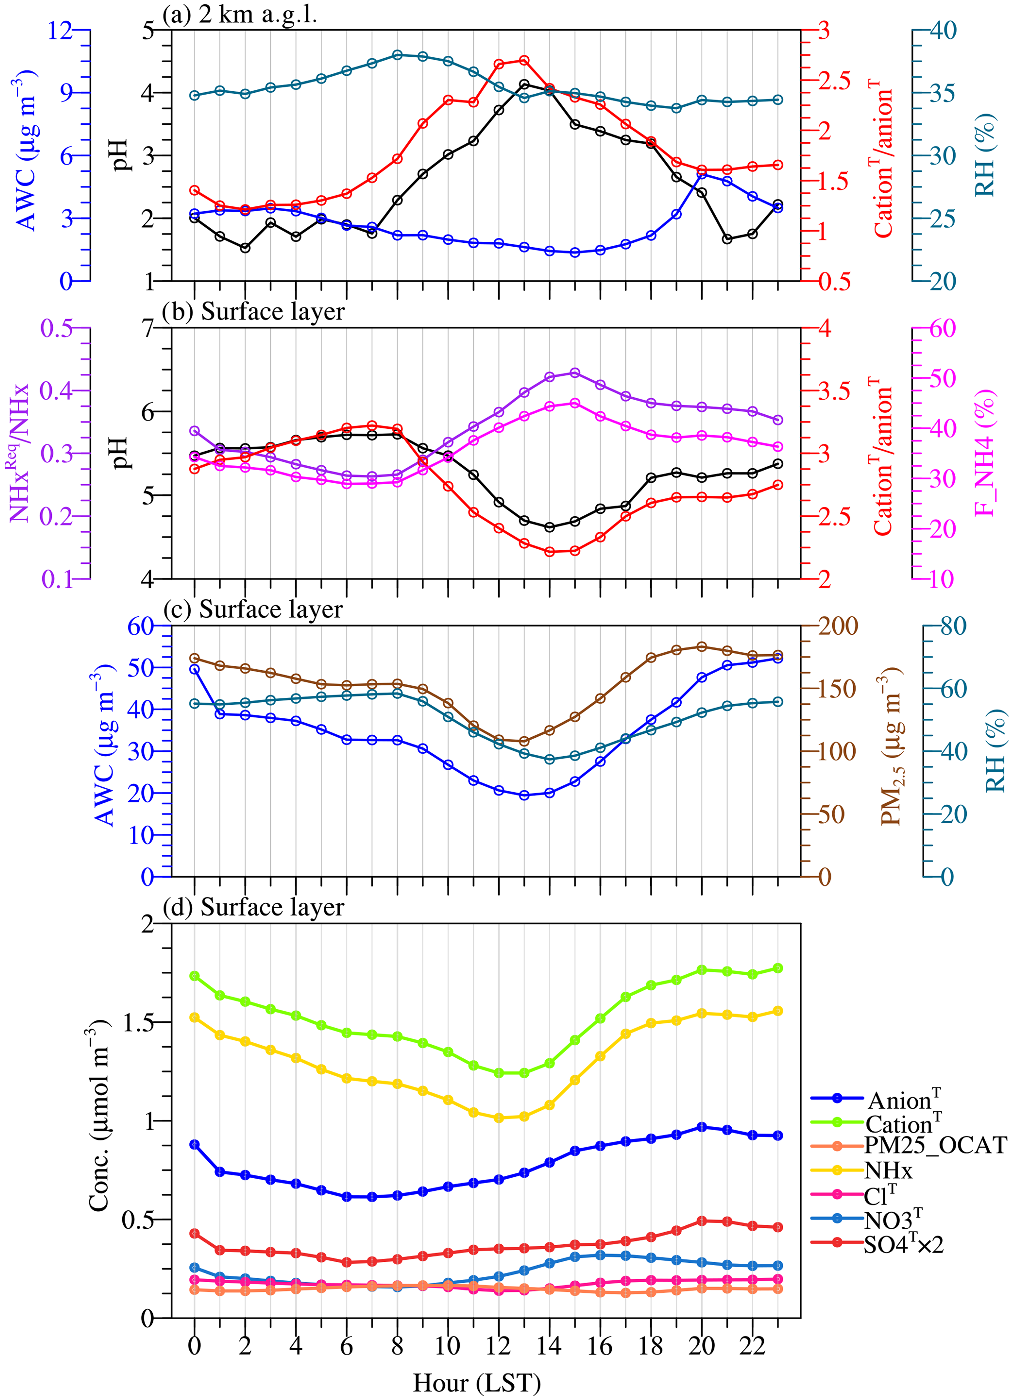 (a) 2 km a.g.l.
12
9
6
3
0
AWC (µg m⁻³)
5
4
3
2
1
pH
3
2.5
2
1.5
1
0.5
Cationᵀ/anionᵀ
40
35
30
25
20
RH (%)
(b) Surface layer
0.5
0.4
0.3
0.2
0.1
NHxᴿᵉq/NHx
7
6
5
4
pH
4
3.5
3
2.5
2
Cationᵀ/anionᵀ
60
50
40
30
20
10
F_NH4 (%)
(c) Surface layer
60
50
40
30
20
10
0
AWC (µg m⁻³)
200
150
100
50
0
PM₂.₅ (µg m⁻³)
80
60
40
20
0
RH (%)
(d) Surface layer
2
1.5
1
0.5
0
Conc. (µmol m⁻³)
0 2 4 6 8 10 12 14 16 18 20 22
Hour (LST)
Anionᵀ
Cationᵀ
PM25_OCAT
NHx
Clᵀ
NO3ᵀ
SO4ᵀ×2